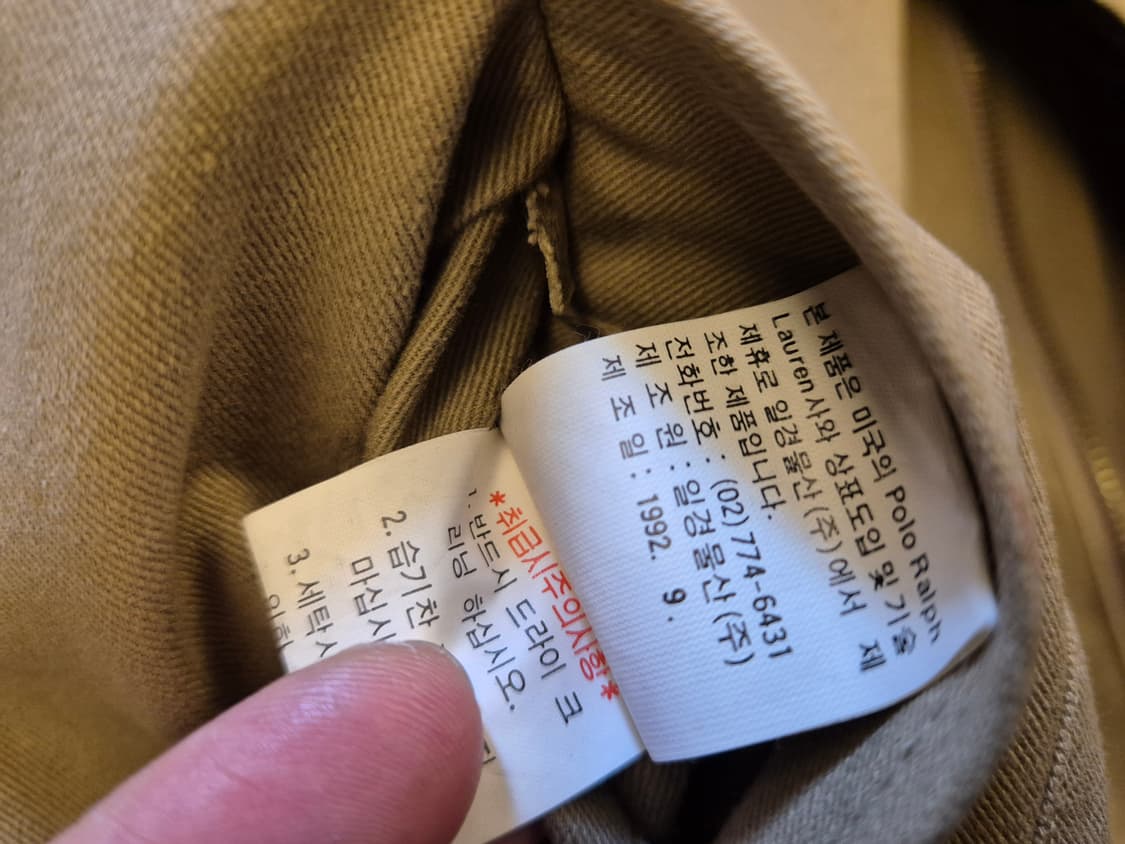 본 제품은 미국의 Polo Ralph
Lauren사와 상표도입 및 기술
제휴로 일경물산(주)에서 제
조한 제품입니다.
전화번호 : (02)774-6431
제 조 원 : 일경물산(주)
제 조 일 : 1992. 9.
*취급시주의사항*
1. 반드시 드라이 크
리닝 하십시오.
2. 습기찬
마십시
3. 세탁